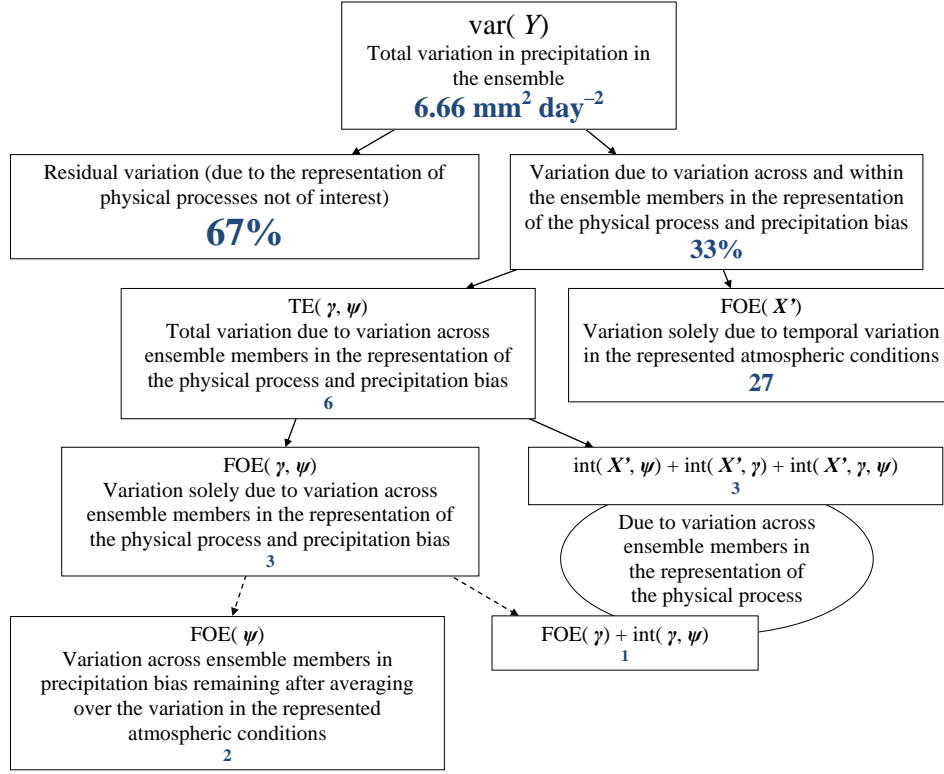 var( Y)
Total variation in precipitation in
the ensemble
6.66 mm² day⁻²
Residual variation (due to the representation of
physical processes not of interest)
67%
Variation due to variation across and within
the ensemble members in the representation
of the physical process and precipitation bias
33%
TE( γ, ψ)
Total variation due to variation across
ensemble members in the representation of
the physical process and precipitation bias
6
FOE( X’)
Variation solely due to temporal variation
in the represented atmospheric conditions
27
FOE( γ, ψ)
Variation solely due to variation across
ensemble members in the representation of
the physical process and precipitation bias
3
int( X’, ψ) + int( X’, γ) + int( X’, γ, ψ)
3
Due to variation across
ensemble members in
the representation of
the physical process
FOE( ψ)
Variation across ensemble members in
precipitation bias remaining after averaging
over the variation in the represented
atmospheric conditions
2
FOE( γ) + int( γ, ψ)
1